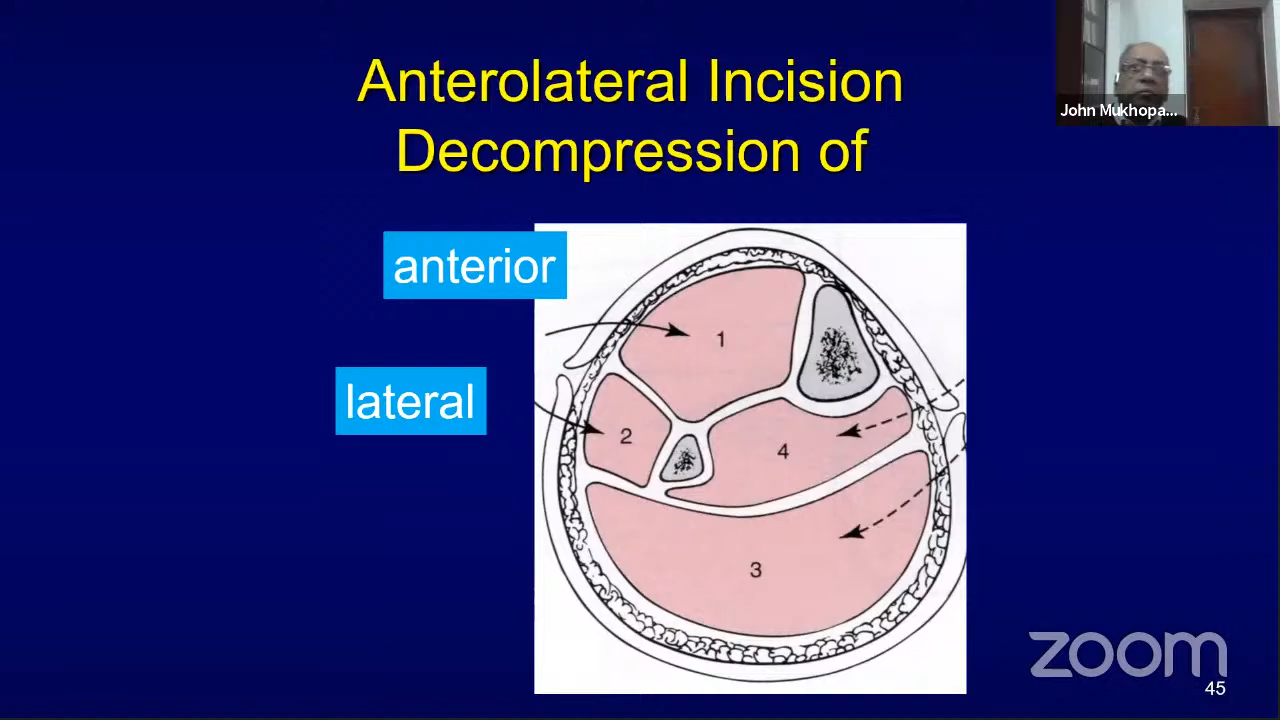 Anterolateral Incision
Decompression of
John Mukhopa...
anterior
lateral
1
2
4
3
zoom
45